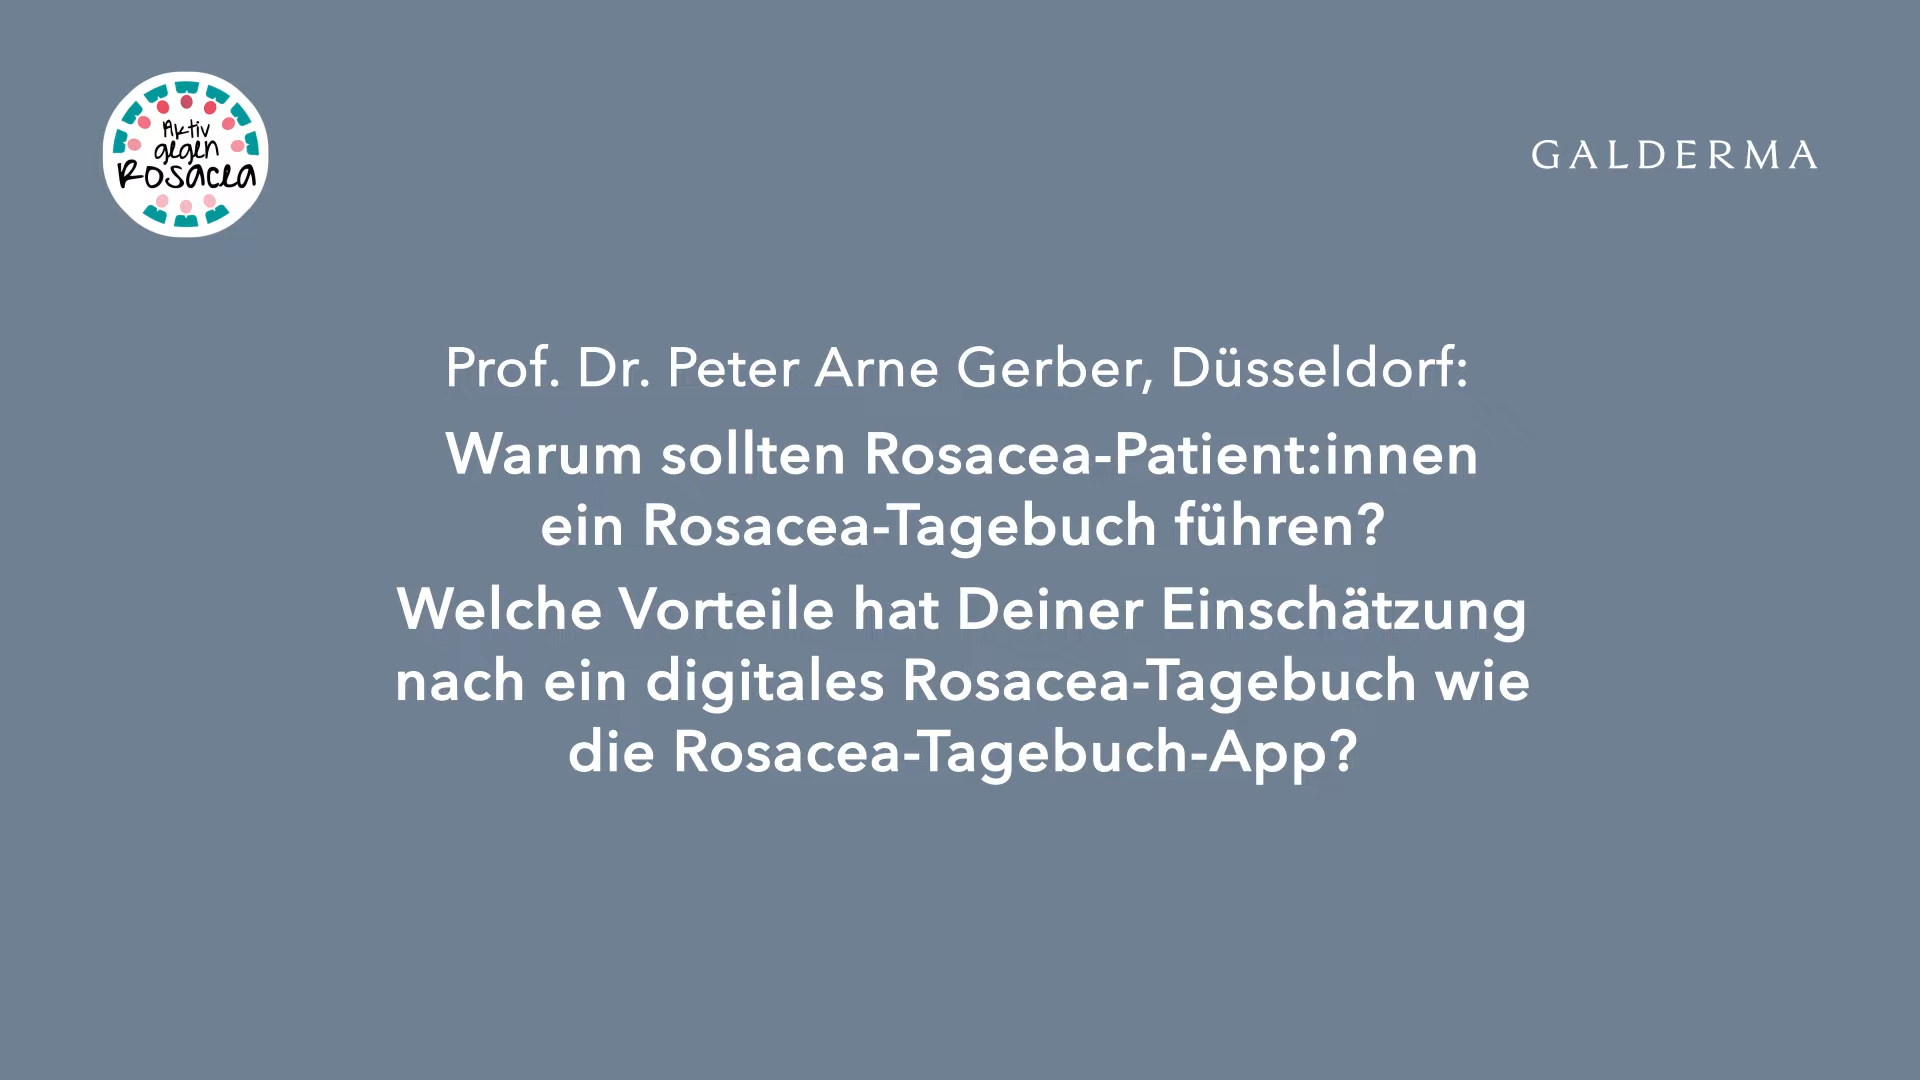 Aktiv
gegen
Rosacea
GALDERMA
Prof. Dr. Peter Arne Gerber, Düsseldorf:
Warum sollten Rosacea-Patient:innen
ein Rosacea-Tagebuch führen?
Welche Vorteile hat Deiner Einschätzung
nach ein digitales Rosacea-Tagebuch wie
die Rosacea-Tagebuch-App?